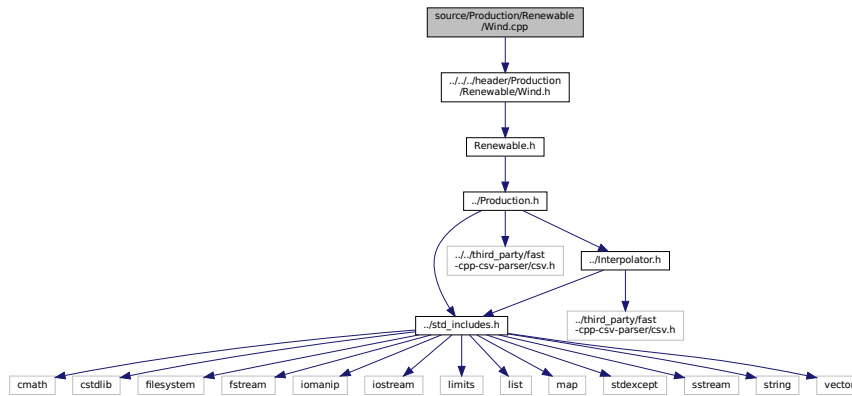 source/Production/Renewable
/Wind.cpp
../../../header/Production
/Renewable/Wind.h
Renewable.h
../Production.h
../../third_party/fast
-cpp-csv-parser/csv.h
../Interpolator.h
../third_party/fast
-cpp-csv-parser/csv.h
../std_includes.h
cmath
cstdlib
filesystem
fstream
iomanip
iostream
limits
list
map
stdexcept
sstream
string
vector